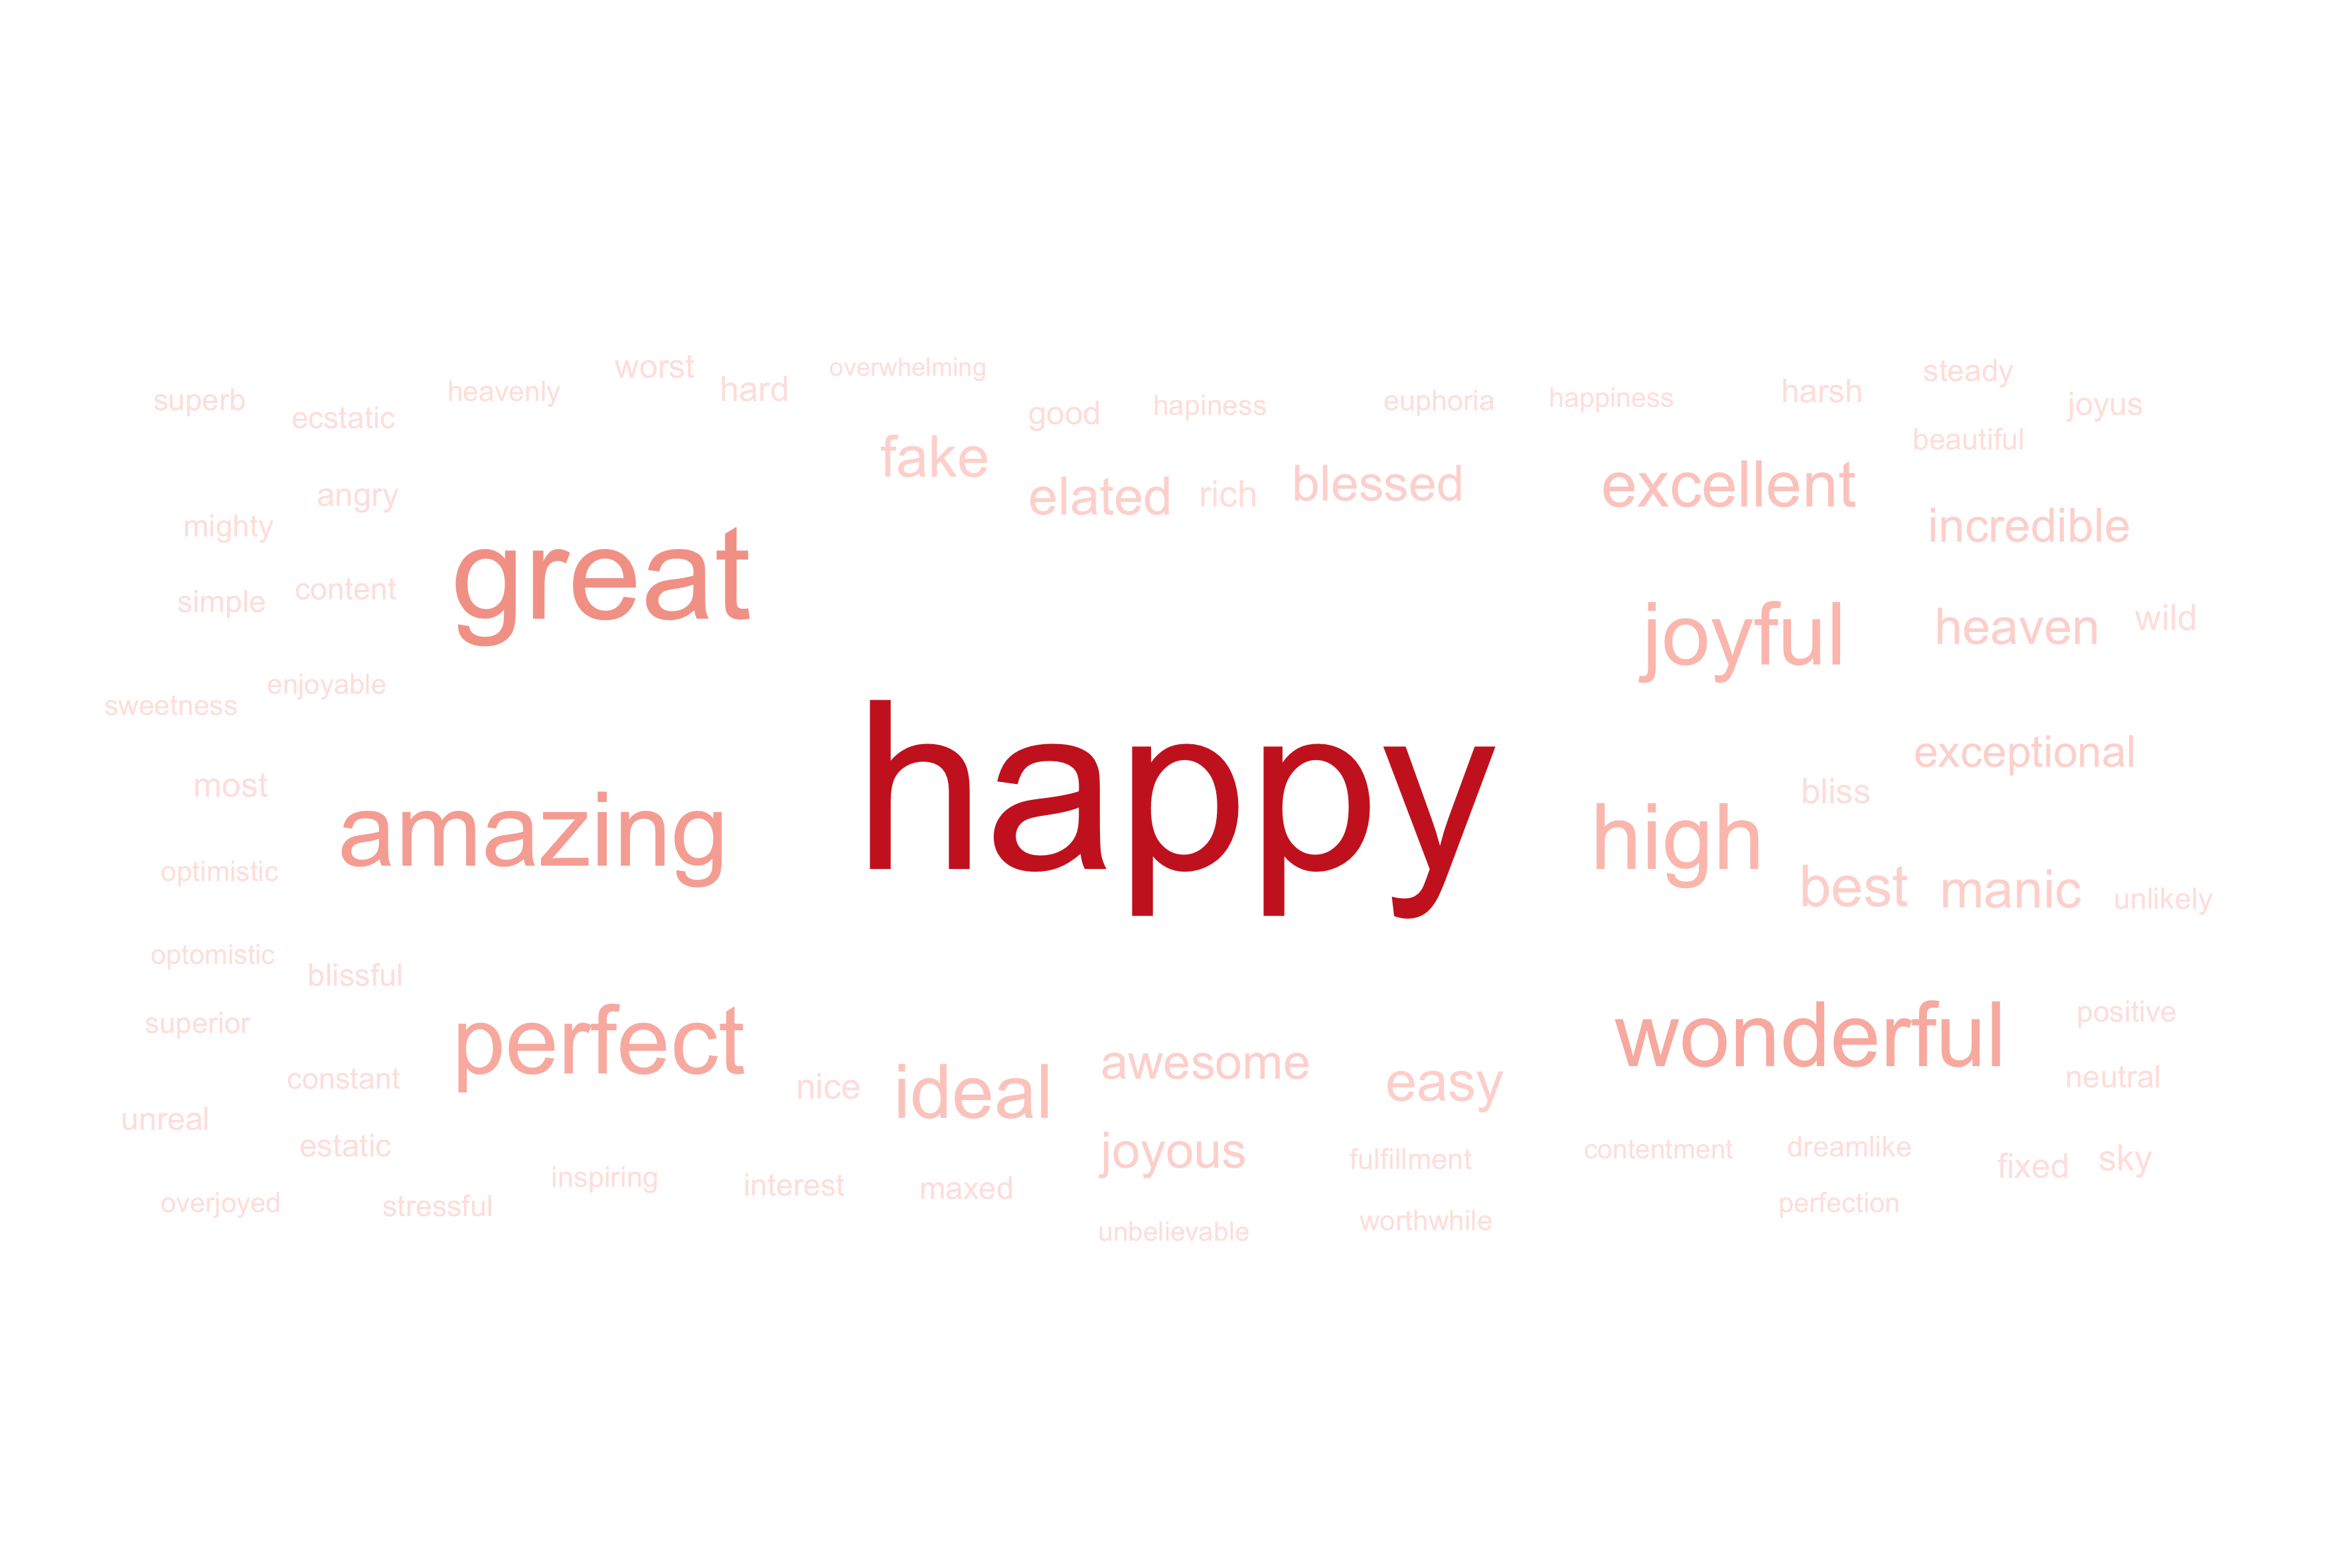 worst
overwhelming
steady
hard
heavenly
harsh
superb
ecstatic
good
hapiness
euphoria
happiness
joyus
beautiful
fake
excellent
blessed
elated
rich
angry
mighty
incredible
great
simple
content
joyful
heaven
wild
sweetness
enjoyable
exceptional
most
bliss
happy
amazing
high
optimistic
best
manic
unlikely
optomistic
blissful
superior
perfect
wonderful
positive
constant
nice
ideal
awesome
easy
neutral
unreal
estatic
joyous
fulfillment
contentment
dreamlike
fixed
sky
overjoyed
stressful
inspiring
interest
maxed
perfection
unbelievable
worthwhile